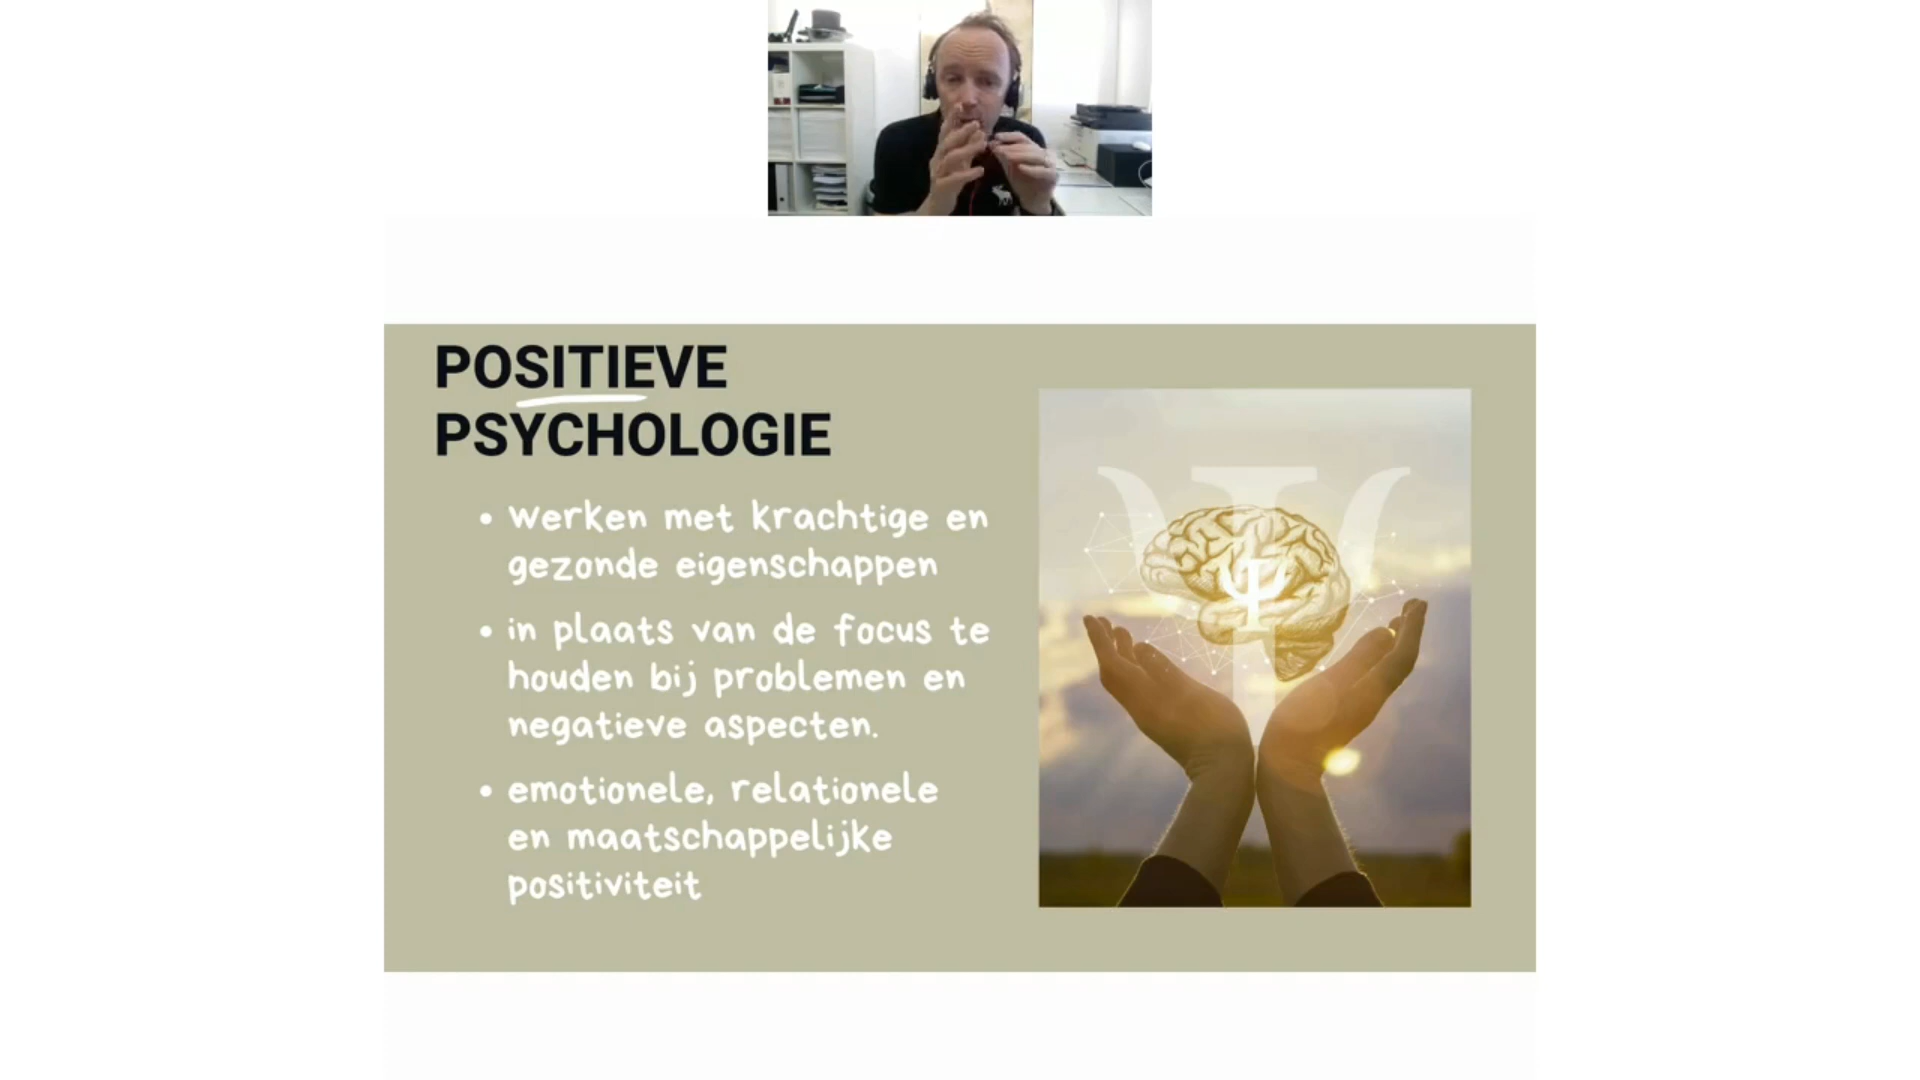 POSITIEVE
PSYCHOLOGIE
• werken met krachtige en
gezonde eigenschappen
• in plaats van de focus te
houden bij problemen en
negatieve aspecten.
• emotionele, relationele
en maatschappelijke
positiviteit
Ψ
Ψ